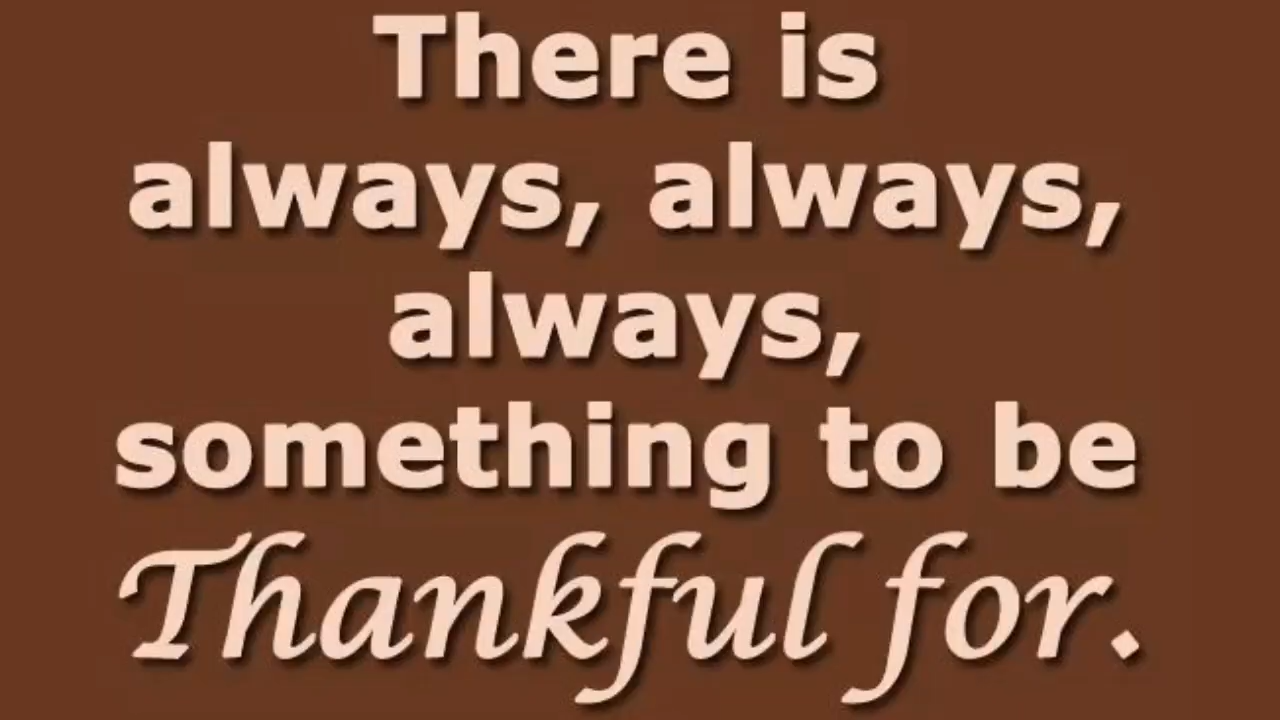 There is
always, always,
always,
something to be
Thankful for.